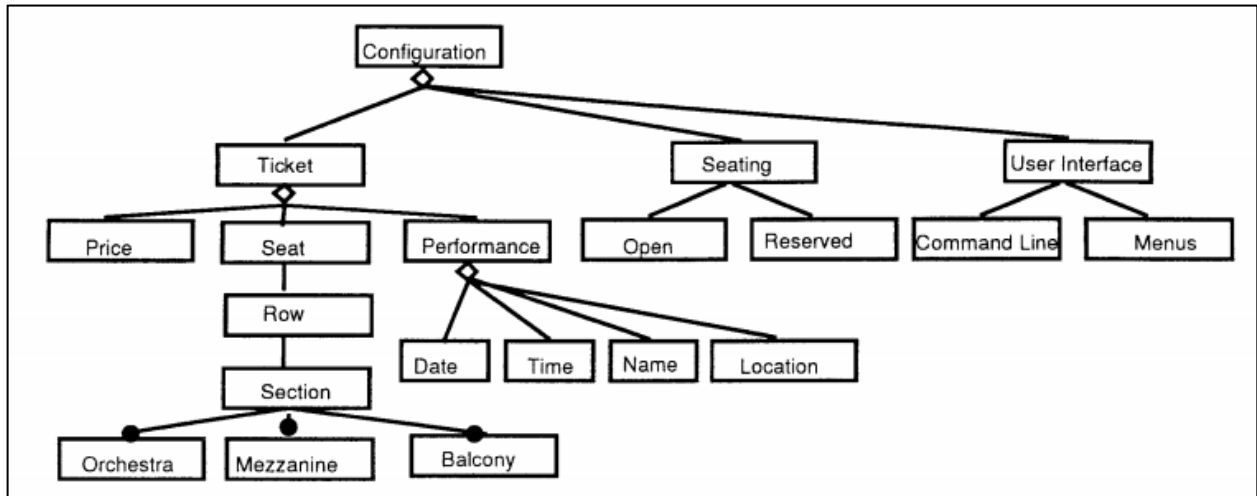 Configuration
Ticket
Seating
User Interface
Price
Seat
Performance
Open
Reserved
Command Line
Menus
Row
Date
Time
Name
Location
Section
Orchestra
Mezzanine
Balcony